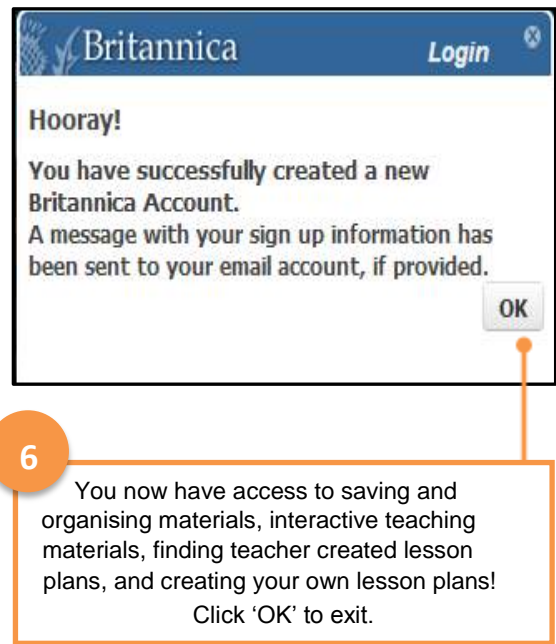 Britannica Login
Hooray!
You have successfully created a new
Britannica Account.
A message with your sign up information has
been sent to your email account, if provided.
OK
6
You now have access to saving and
organising materials, interactive teaching
materials, finding teacher created lesson
plans, and creating your own lesson plans!
Click ‘OK’ to exit.